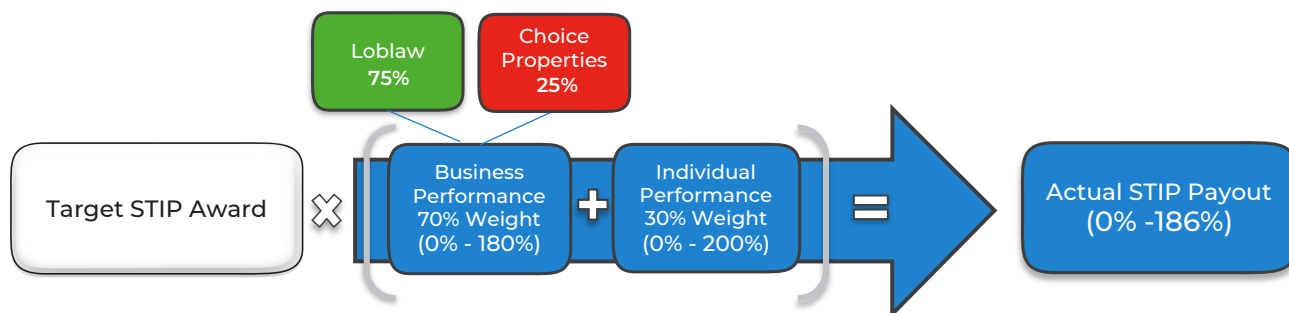 Loblaw
75%
Choice
Properties
25%
Target STIP Award
×
Business
Performance
70% Weight
(0% - 180%)
+
Individual
Performance
30% Weight
(0% - 200%)
=
Actual STIP Payout
(0% -186%)